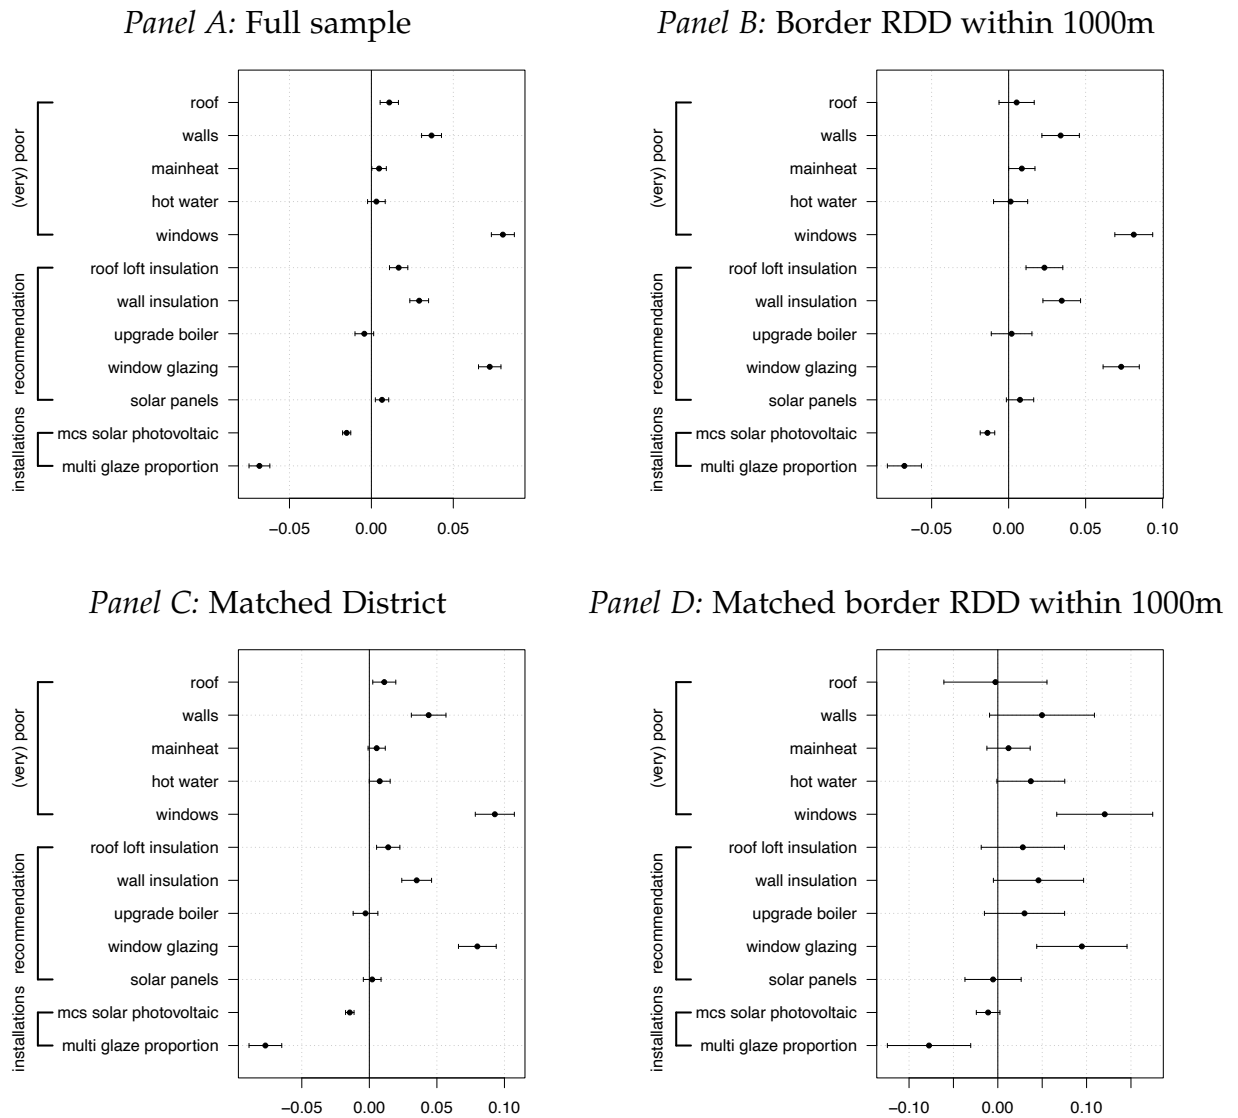 Panel A: Full sample
roof
walls
mainheat
hot water
windows
roof loft insulation
wall insulation
upgrade boiler
window glazing
solar panels
mcs solar photovoltaic
multi glaze proportion
(very) poor
recommendation
installations
−0.05 0.00 0.05
Panel B: Border RDD within 1000m
roof
walls
mainheat
hot water
windows
roof loft insulation
wall insulation
upgrade boiler
window glazing
solar panels
mcs solar photovoltaic
multi glaze proportion
(very) poor
recommendation
installations
−0.05 0.00 0.05 0.10
Panel C: Matched District
roof
walls
mainheat
hot water
windows
roof loft insulation
wall insulation
upgrade boiler
window glazing
solar panels
mcs solar photovoltaic
multi glaze proportion
(very) poor
recommendation
installations
−0.05 0.00 0.05 0.10
Panel D: Matched border RDD within 1000m
roof
walls
mainheat
hot water
windows
roof loft insulation
wall insulation
upgrade boiler
window glazing
solar panels
mcs solar photovoltaic
multi glaze proportion
(very) poor
recommendation
installations
−0.10 0.00 0.10